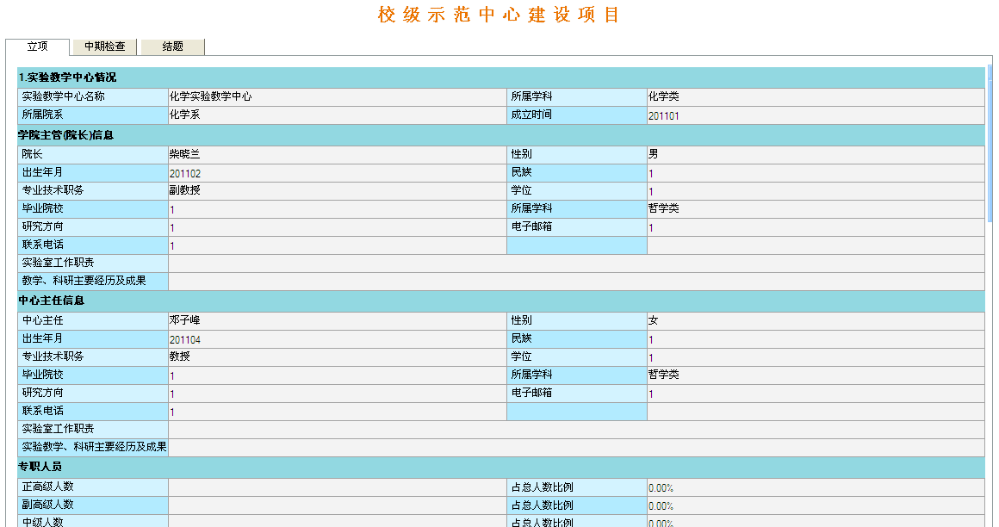 校级示范中心建设项目
立项 中期检查 结题
1.实验教学中心情况
实验教学中心名称 化学实验教学中心 所属学科 化学类
所属院系 化学系 成立时间 201101
学院主管(院长)信息
院长 柴晓兰 性别 男
出生年月 201102 民族 1
专业技术职务 副教授 学位 1
毕业院校 1 所属学科 哲学类
研究方向 1 电子邮箱 1
联系电话 1
实验室工作职责
教学、科研主要经历及成果
中心主任信息
中心主任 邓子峰 性别 女
出生年月 201104 民族 1
专业技术职务 教授 学位 1
毕业院校 1 所属学科 哲学类
研究方向 1 电子邮箱 1
联系电话 1
实验室工作职责
实验教学、科研主要经历及成果
专职人员
正高级人数 占总人数比例 0.00%
副高级人数 占总人数比例 0.00%
中级人数 占总人数比例 0.00%